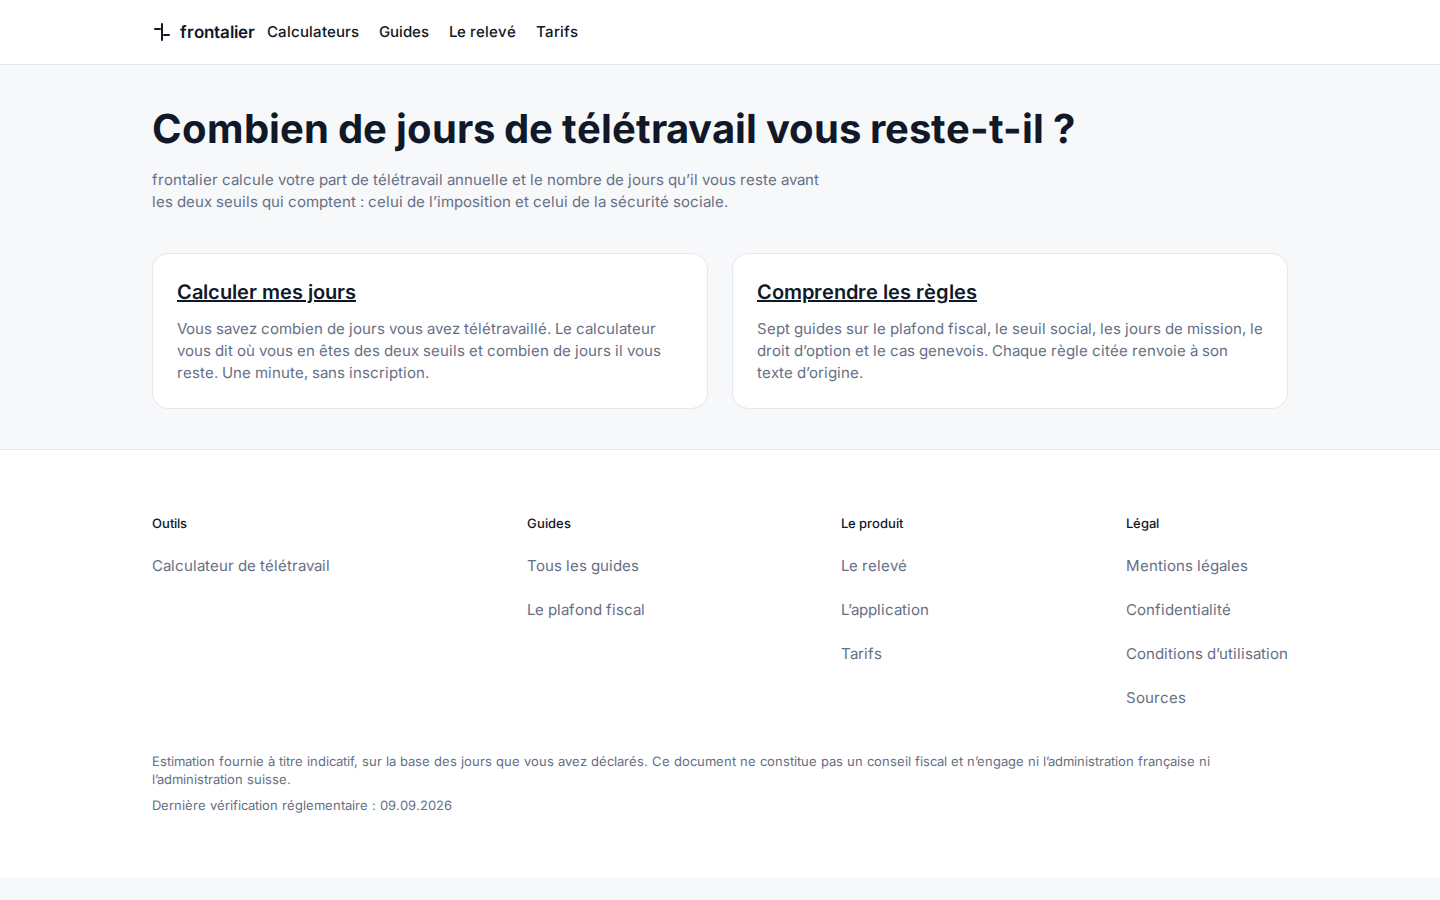 frontalier Calculateurs Guides Le relevé Tarifs
Combien de jours de télétravail vous reste-t-il ?
frontalier calcule votre part de télétravail annuelle et le nombre de jours qu’il vous reste avant
les deux seuils qui comptent : celui de l’imposition et celui de la sécurité sociale.
Calculer mes jours
Vous savez combien de jours vous avez télétravaillé. Le calculateur
vous dit où vous en êtes des deux seuils et combien de jours il vous
reste. Une minute, sans inscription.
Comprendre les règles
Sept guides sur le plafond fiscal, le seuil social, les jours de mission, le
droit d’option et le cas genevois. Chaque règle citée renvoie à son
texte d’origine.
Outils
Calculateur de télétravail
Guides
Tous les guides
Le plafond fiscal
Le produit
Le relevé
L’application
Tarifs
Légal
Mentions légales
Confidentialité
Conditions d’utilisation
Sources
Estimation fournie à titre indicatif, sur la base des jours que vous avez déclarés. Ce document ne constitue pas un conseil fiscal et n’engage ni l’administration française ni
l’administration suisse.
Dernière vérification réglementaire : 09.09.2026